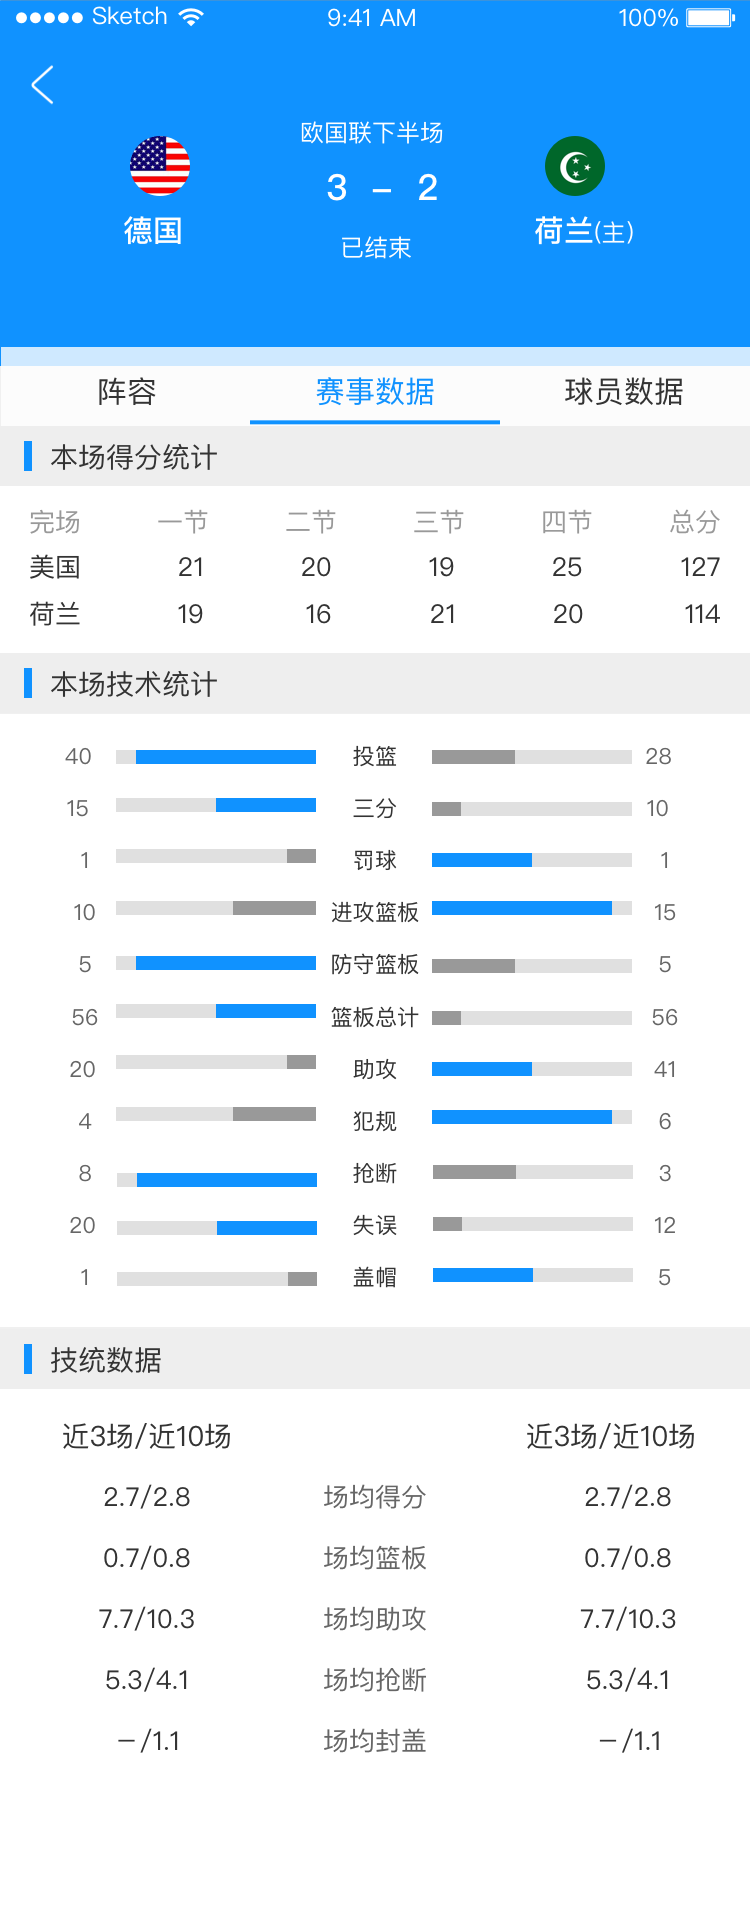 Sketch 9:41 AM 100%
欧国联下半场
3 - 2
德国 荷兰(主)
已结束
阵容 赛事数据 球员数据
本场得分统计
完场 一节 二节 三节 四节 总分
美国 21 20 19 25 127
荷兰 19 16 21 20 114
本场技术统计
40 投篮 28
15 三分 10
1 罚球 1
10 进攻篮板 15
5 防守篮板 5
56 篮板总计 56
20 助攻 41
4 犯规 6
8 抢断 3
20 失误 12
1 盖帽 5
技统数据
近3场/近10场 近3场/近10场
2.7/2.8 场均得分 2.7/2.8
0.7/0.8 场均篮板 0.7/0.8
7.7/10.3 场均助攻 7.7/10.3
5.3/4.1 场均抢断 5.3/4.1
－/1.1 场均封盖 －/1.1